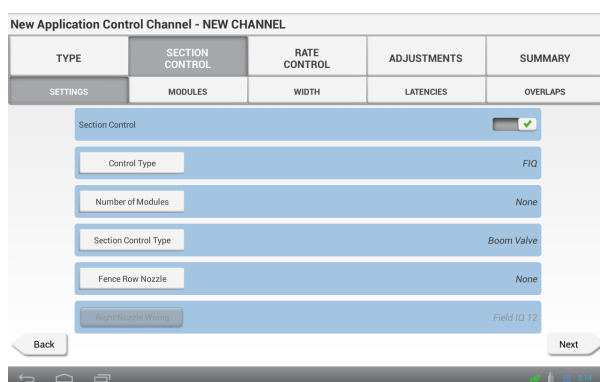 New Application Control Channel - NEW CHANNEL
TYPE
SECTION CONTROL
RATE CONTROL
ADJUSTMENTS
SUMMARY
SETTINGS
MODULES
WIDTH
LATENCIES
OVERLAPS
Section Control
Control Type
FIQ
Number of Modules
None
Section Control Type
Boom Valve
Fence Row Nozzle
None
Right Nozzle Wiring
Field IQ 12
Back
Next